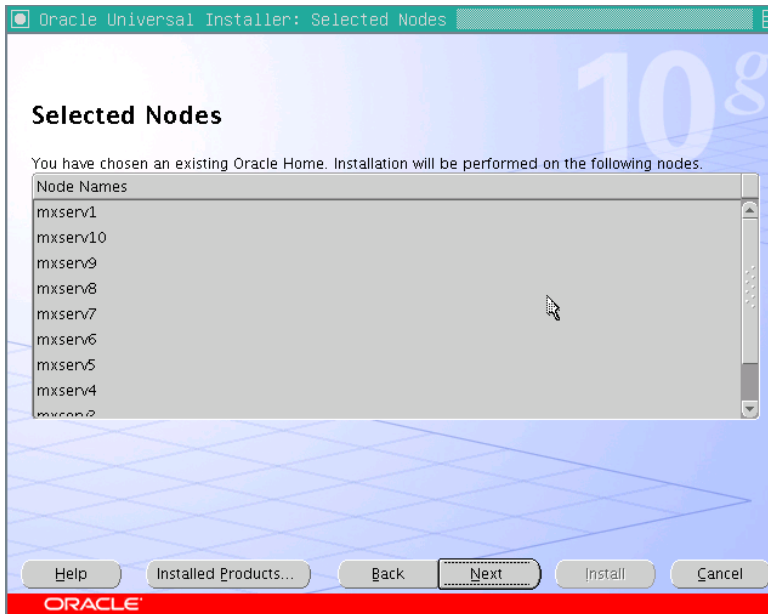 Oracle Universal Installer: Selected Nodes
10g
Selected Nodes
You have chosen an existing Oracle Home. Installation will be performed on the following nodes.
Node Names
mxserv1
mxserv10
mxserv9
mxserv8
mxserv7
mxserv6
mxserv5
mxserv4
Help Installed Products... Back Next Install Cancel
ORACLE